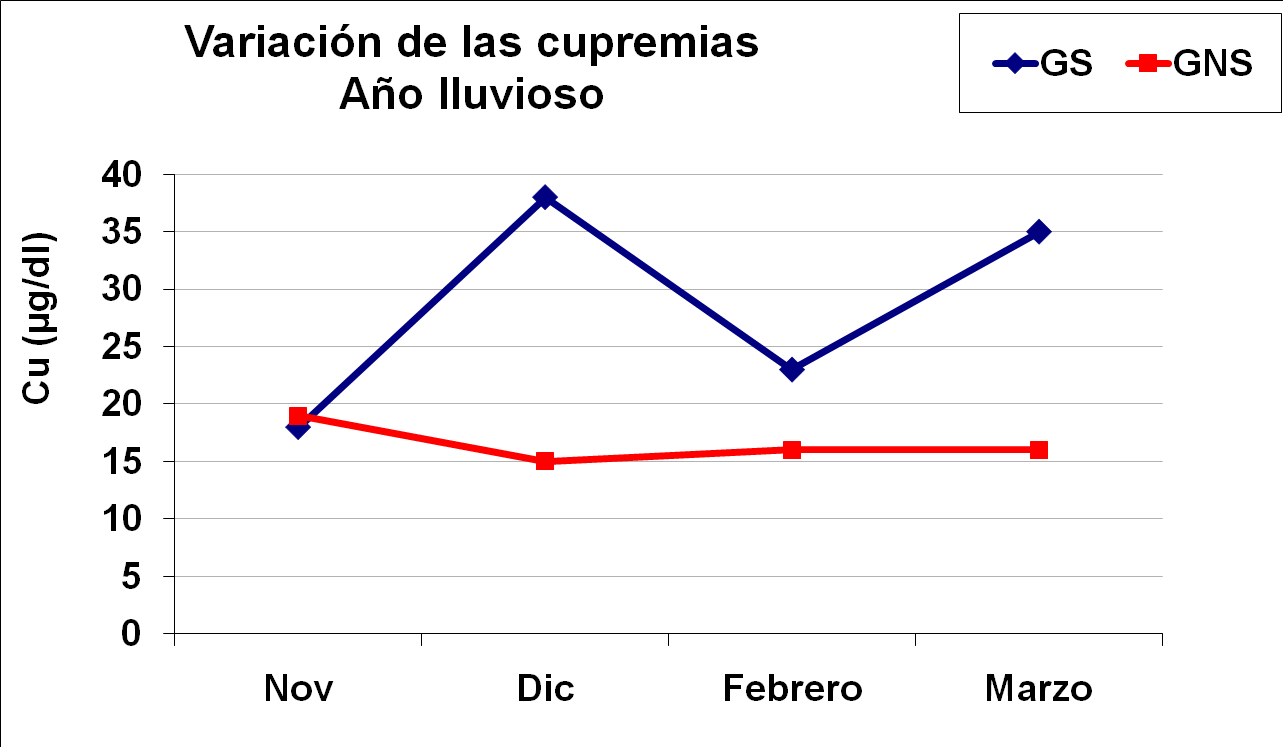 Variación de las cupremias
Año lluvioso
GS
GNS
Cu (µg/dl)
40
35
30
25
20
15
10
5
0
Nov
Dic
Febrero
Marzo